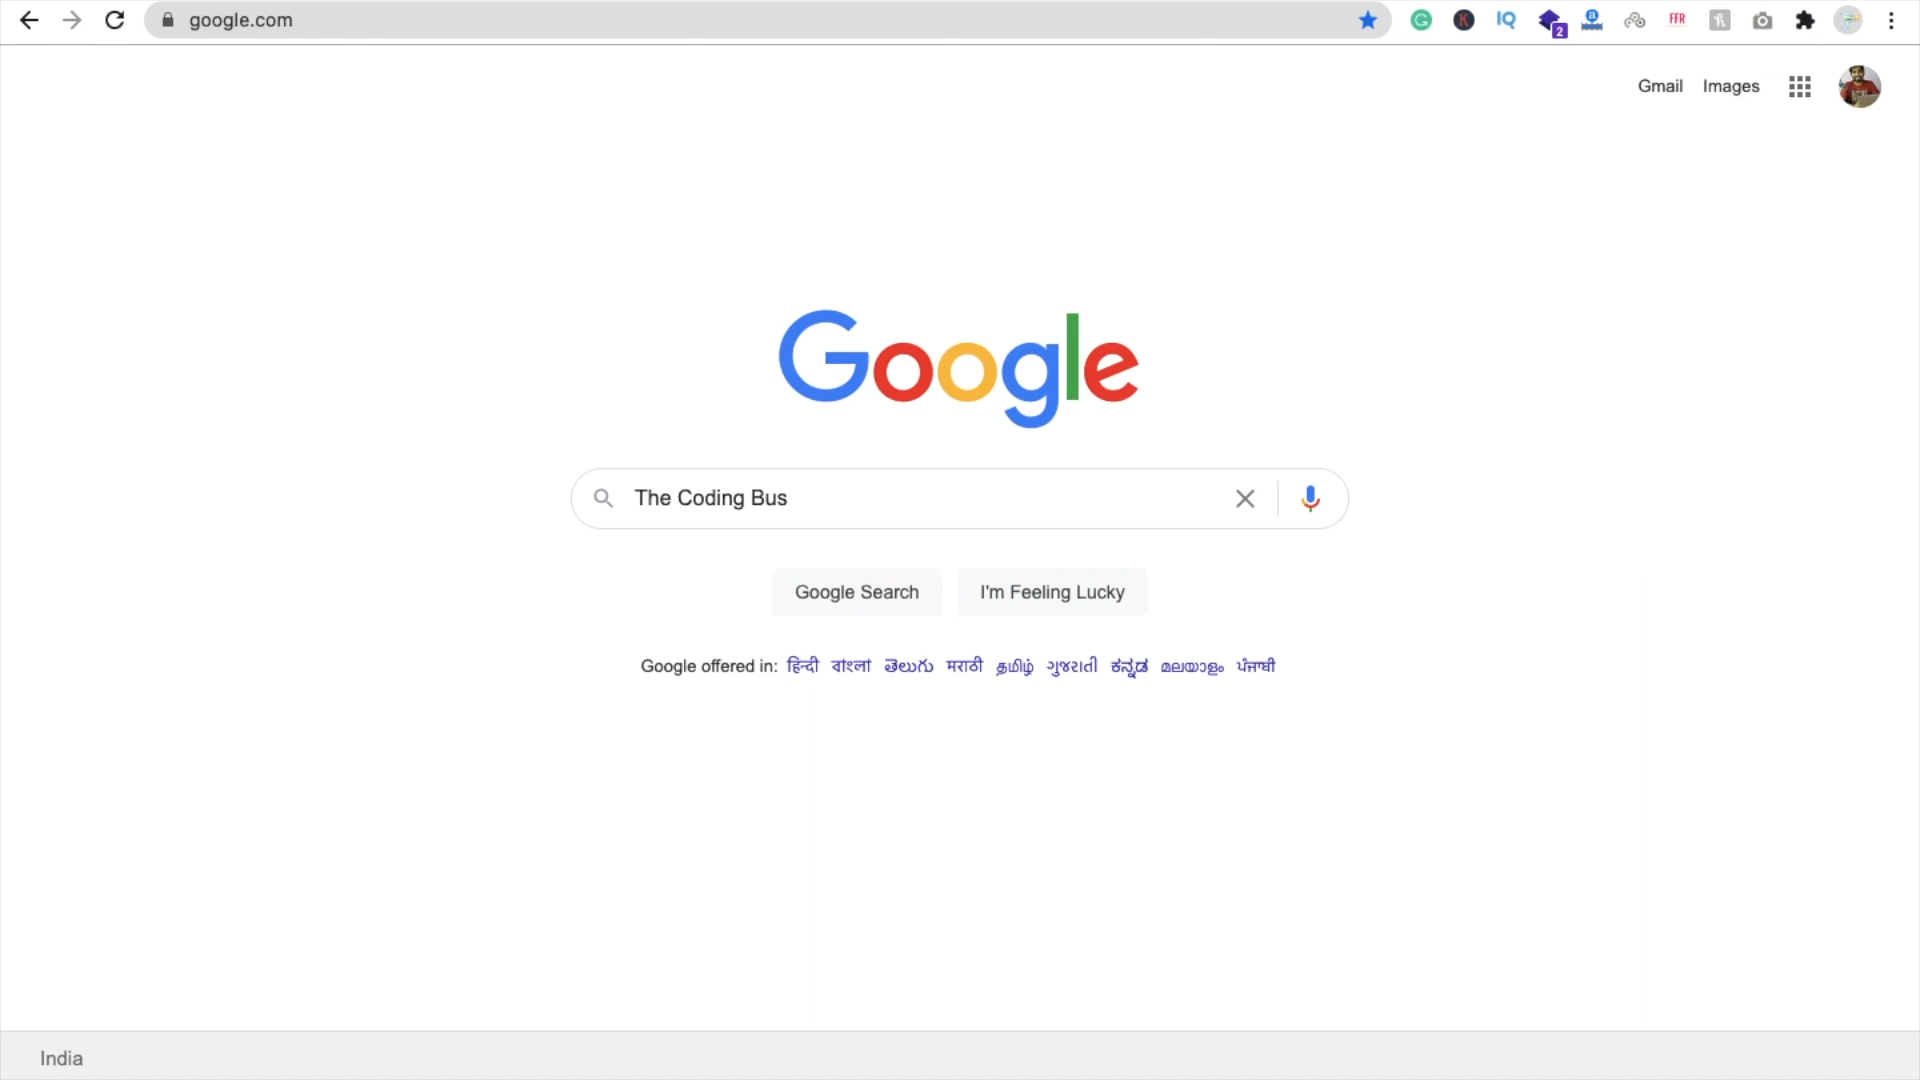 google.com
IQ
2
a
FFR
Gmail Images
Google
The Coding Bus
Google Search I'm Feeling Lucky
Google offered in: हिन्दी বাংলা తెలుగు मराठी தமிழ் ગુજરાતી ಕನ್ನಡ മലയാളം ਪੰਜਾਬੀ
India